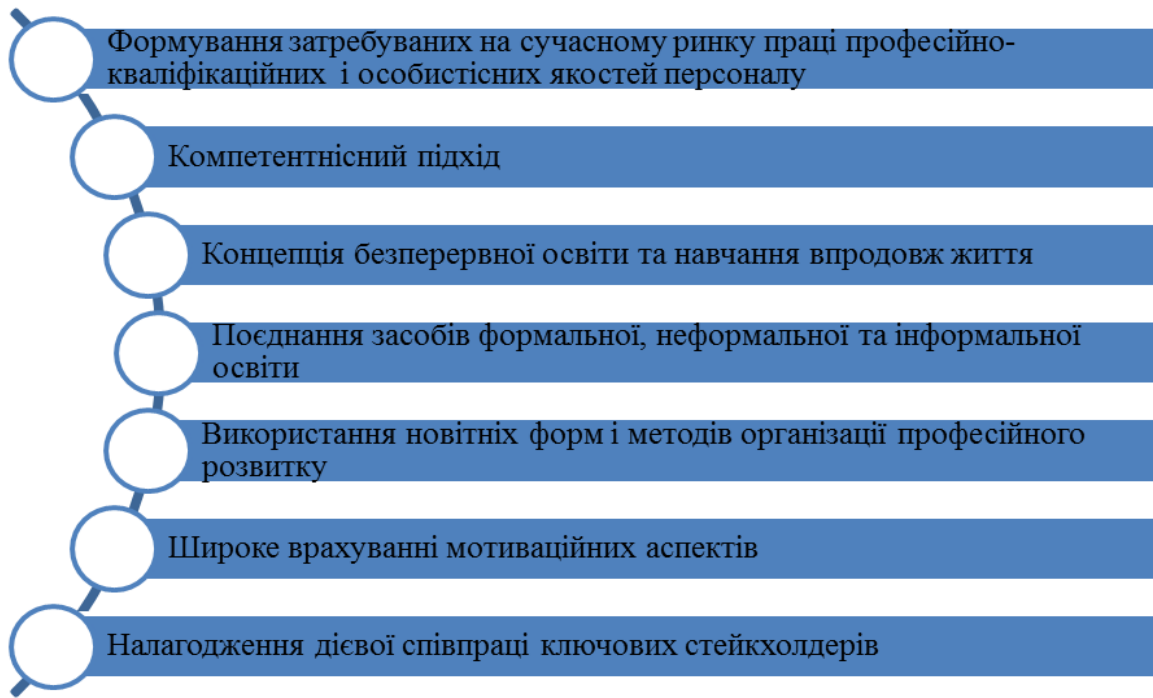 Формування затребуваних на сучасному ринку праці професійно-
кваліфікаційних і особистісних якостей персоналу
Компетентнісний підхід
Концепція безперервної освіти та навчання впродовж життя
Поєднання засобів формальної, неформальної та інформальної
освіти
Використання новітніх форм і методів організації професійного
розвитку
Широке врахуванні мотиваційних аспектів
Налагодження дієвої співпраці ключових стейкхолдерів